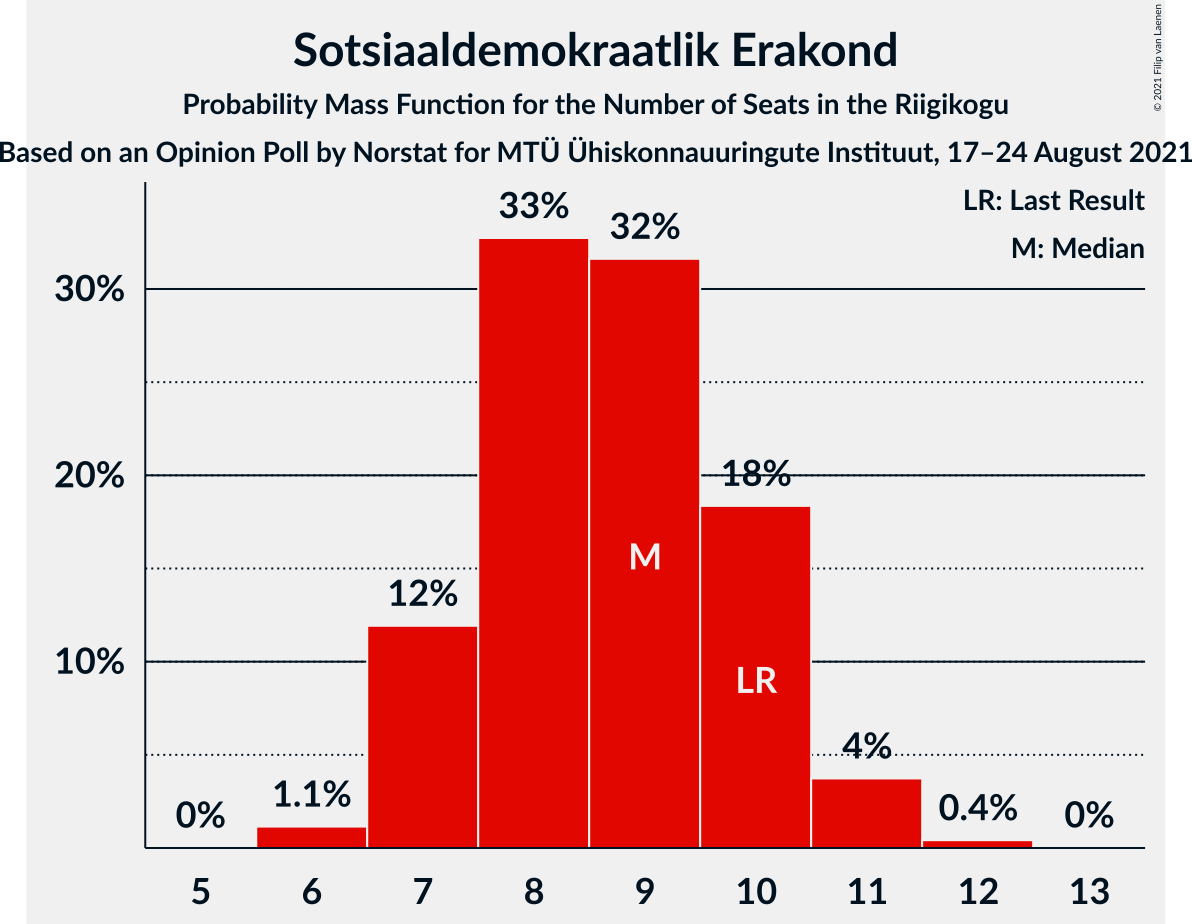 Sotsiaaldemokraatlik Erakond
Probability Mass Function for the Number of Seats in the Riigikogu
Based on an Opinion Poll by Norstat for MTÜ Ühiskonnauuringute Instituut, 17–24 August 2021
© 2021 Filip van Laenen
LR: Last Result
M: Median
33%
32%
30%
20%
18%
M
12%
10%
LR
4%
1.1%
0.4%
0%
0%
5 6 7 8 9 10 11 12 13